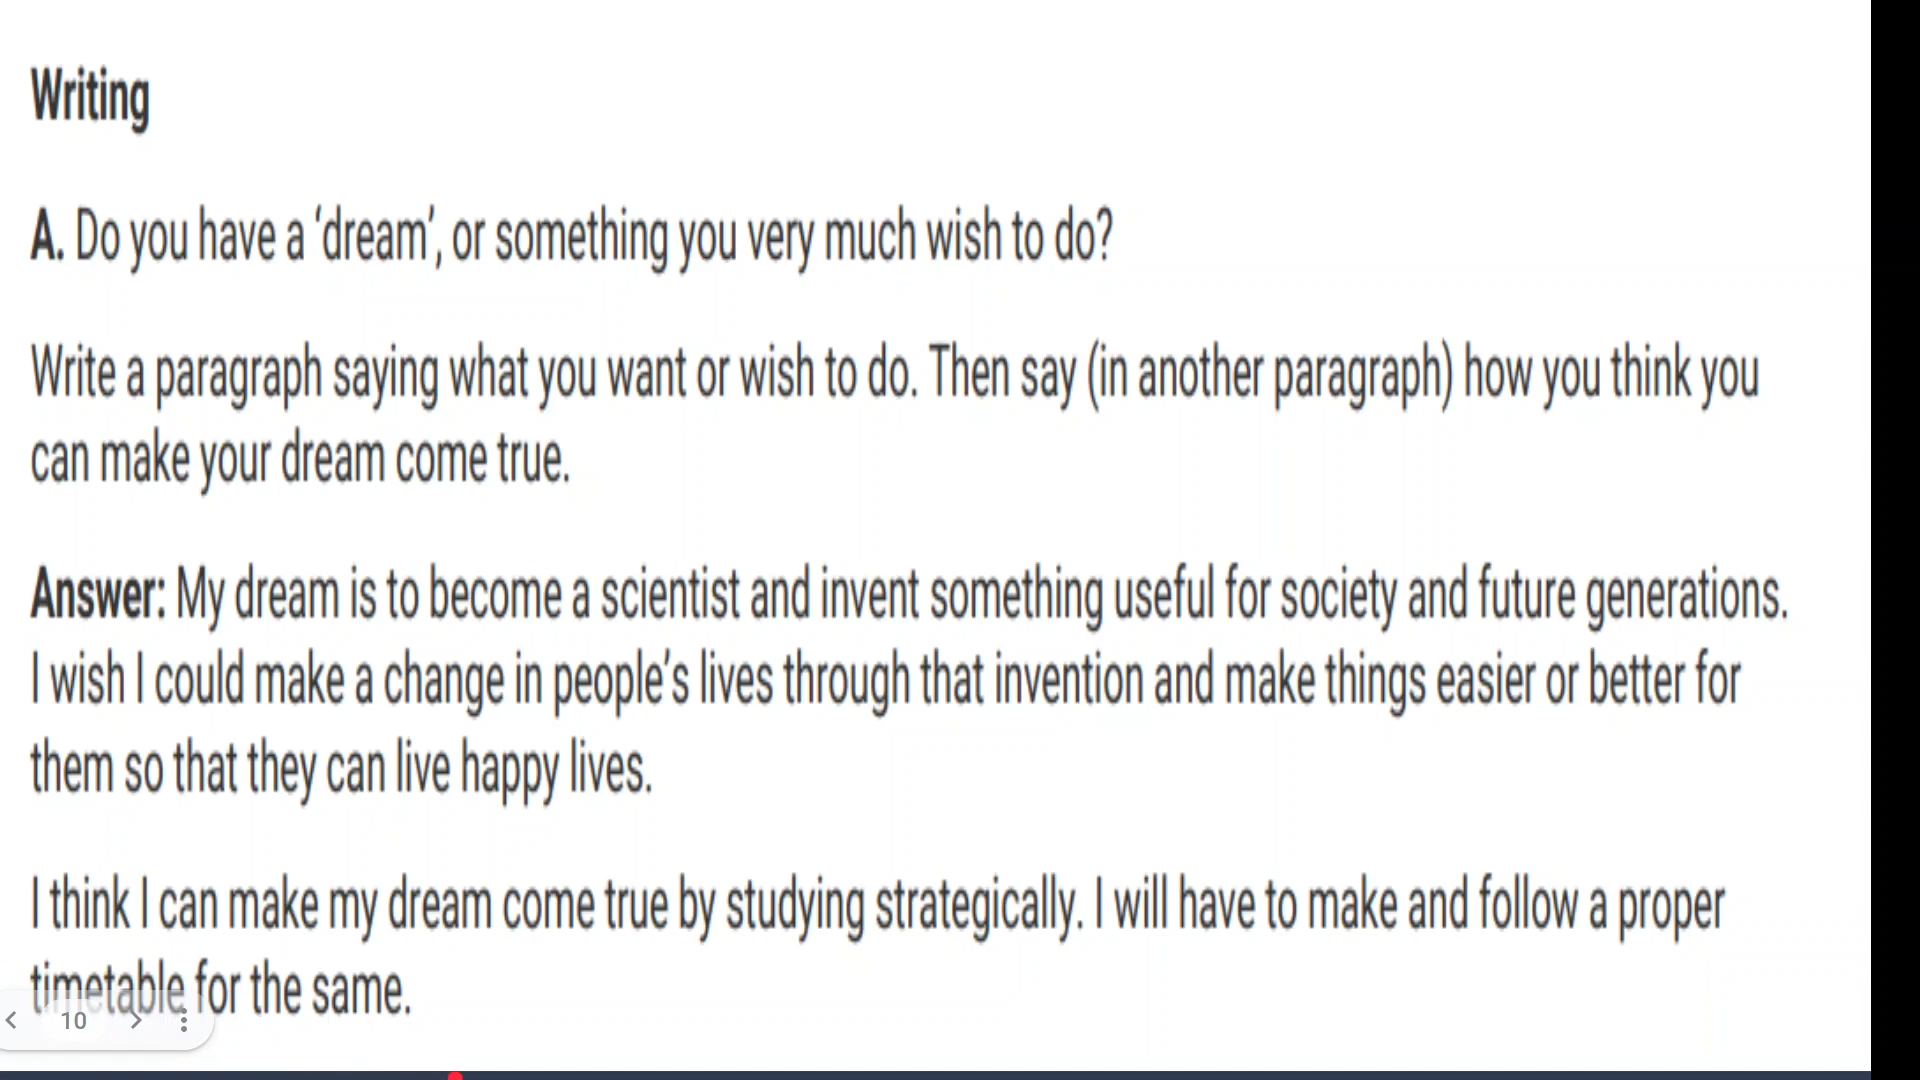 Writing
A. Do you have a ‘dream’, or something you very much wish to do?
Write a paragraph saying what you want or wish to do. Then say (in another paragraph) how you think you
can make your dream come true.
Answer: My dream is to become a scientist and invent something useful for society and future generations.
I wish I could make a change in people’s lives through that invention and make things easier or better for
them so that they can live happy lives.
I think I can make my dream come true by studying strategically. I will have to make and follow a proper
timetable for the same.
10